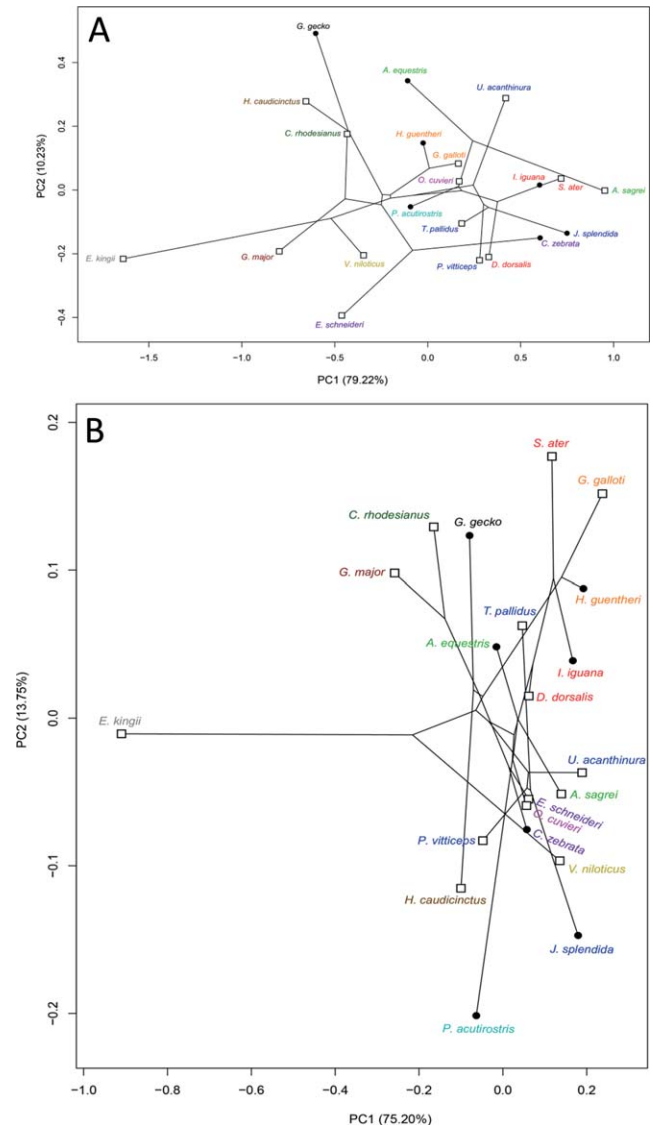 A
G. gecko
A. equestris
U. acanthinura
H. caudicinctus
C. rhodesianus
H. guentheri
G. galloti
O. cuvieri
I. iguana
S. ater
A. sagrei
P. acutirostris
T. pallidus
J. splendida
C. zebrata
E. kingii
G. major
V. niloticus
P. vitticeps
D. dorsalis
E. schneideri
PC2 (10.23%)
0.4
0.2
0.0
−0.2
−0.4
−1.5 −1.0 −0.5 0.0 0.5 1.0
PC1 (79.22%)
B
S. ater
G. galloti
C. rhodesianus
G. gecko
G. major
H. guentheri
T. pallidus
A. equestris
I. iguana
D. dorsalis
E. kingii
U. acanthinura
A. sagrei
E. schneideri
O. cuvieri
C. zebrata
P. vitticeps
V. niloticus
H. caudicinctus
J. splendida
P. acutirostris
PC2 (13.75%)
0.2
0.1
0.0
−0.1
−0.2
−1.0 −0.8 −0.6 −0.4 −0.2 0.0 0.2
PC1 (75.20%)